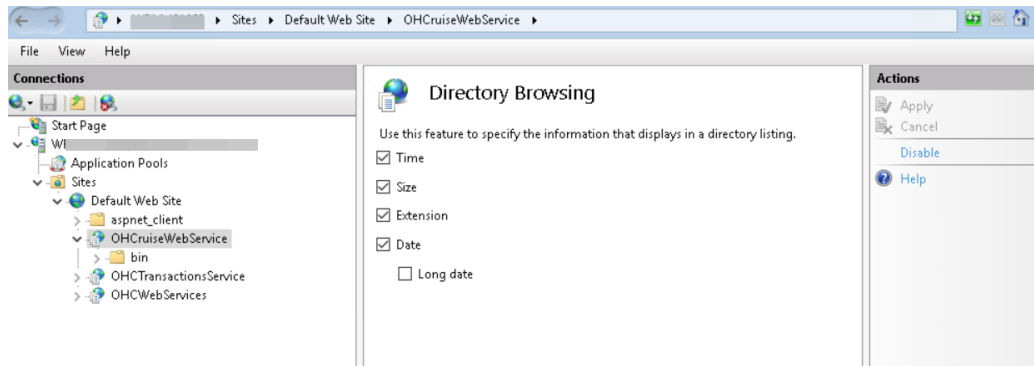 Sites Default Web Site OHCruiseWebService
File View Help
Connections
Start Page
Application Pools
Sites
Default Web Site
aspnet_client
OHCruiseWebService
bin
OHCTransactionsService
OHCWebServices
Directory Browsing
Use this feature to specify the information that displays in a directory listing.
Time
Size
Extension
Date
Long date
Actions
Apply
Cancel
Disable
Help